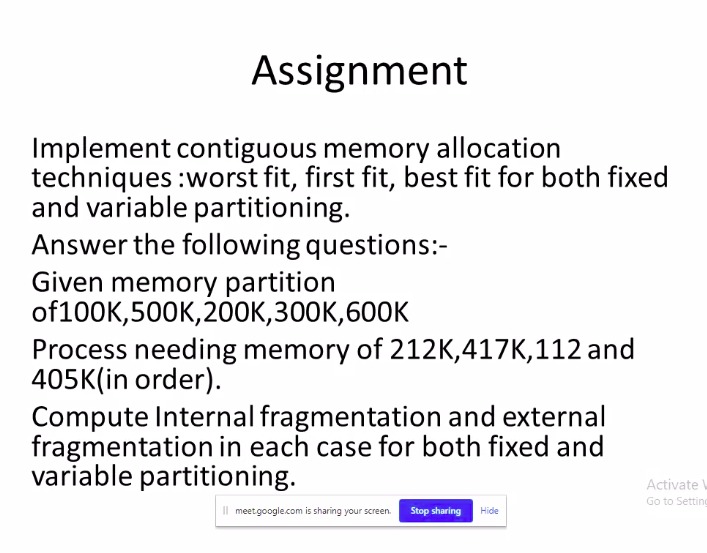 Assignment
Implement contiguous memory allocation
techniques :worst fit, first fit, best fit for both fixed
and variable partitioning.
Answer the following questions:-
Given memory partition
of100K,500K,200K,300K,600K
Process needing memory of 212K,417K,112 and
405K(in order).
Compute Internal fragmentation and external
fragmentation in each case for both fixed and
variable partitioning.
Activate
Go to Setting
meet.google.com is sharing your screen. Stop sharing Hide